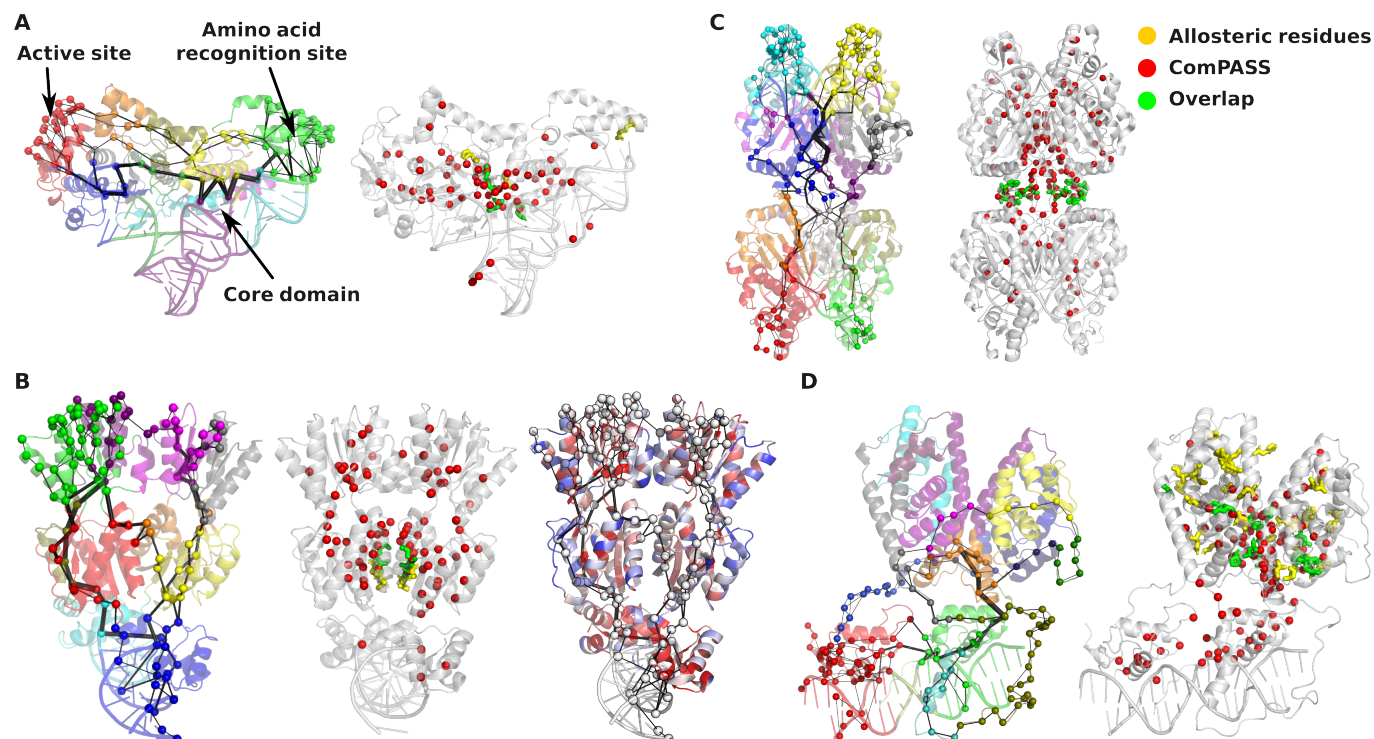 A
Active site
Amino acid
recognition site
Core domain
C
Allosteric residues
ComPASS
Overlap
B
D